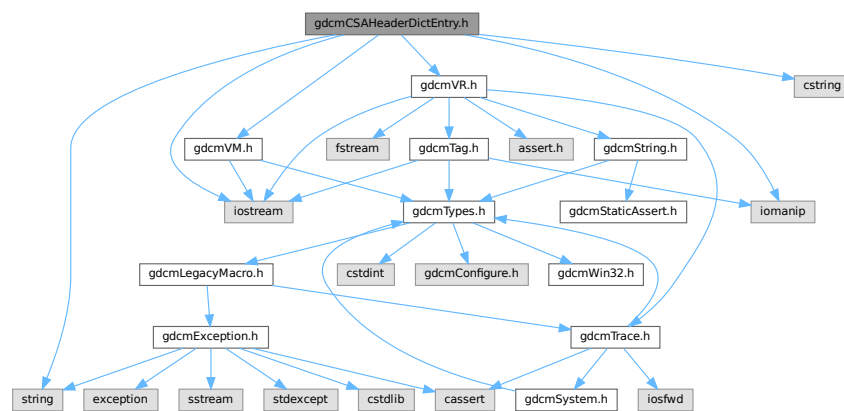 gdcmCSAHeaderDictEntry.h
gdcmVR.h
cstring
gdcmVM.h
fstream
gdcmTag.h
assert.h
gdcmString.h
iostream
gdcmTypes.h
gdcmStaticAssert.h
iomanip
gdcmLegacyMacro.h
cstdint
gdcmConfigure.h
gdcmWin32.h
gdcmException.h
gdcmTrace.h
string
exception
sstream
stdexcept
cstdlib
cassert
gdcmSystem.h
iosfwd